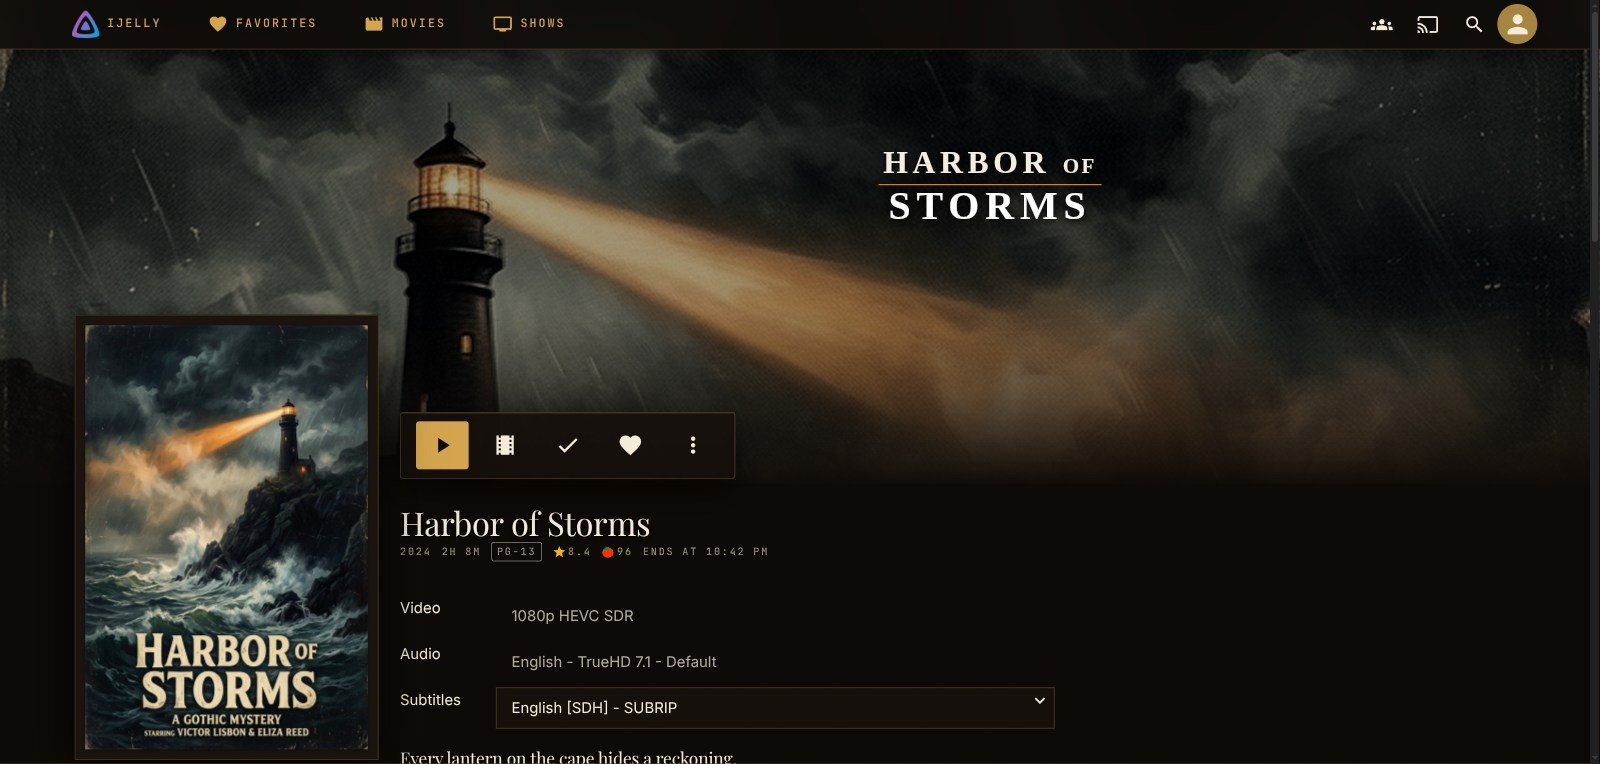 IJELLY
FAVORITES
MOVIES
SHOWS
HARBOR OF
STORMS
HARBOR OF
STORMS
A GOTHIC MYSTERY
STARRING VICTOR LISBON & ELIZA REED
Harbor of Storms
2024 2H 8M PG-13 8.4 96 ENDS AT 10:42 PM
Video 1080p HEVC SDR
Audio English - TrueHD 7.1 - Default
Subtitles English [SDH] - SUBRIP
Every lantern on the cape hides a reckoning.